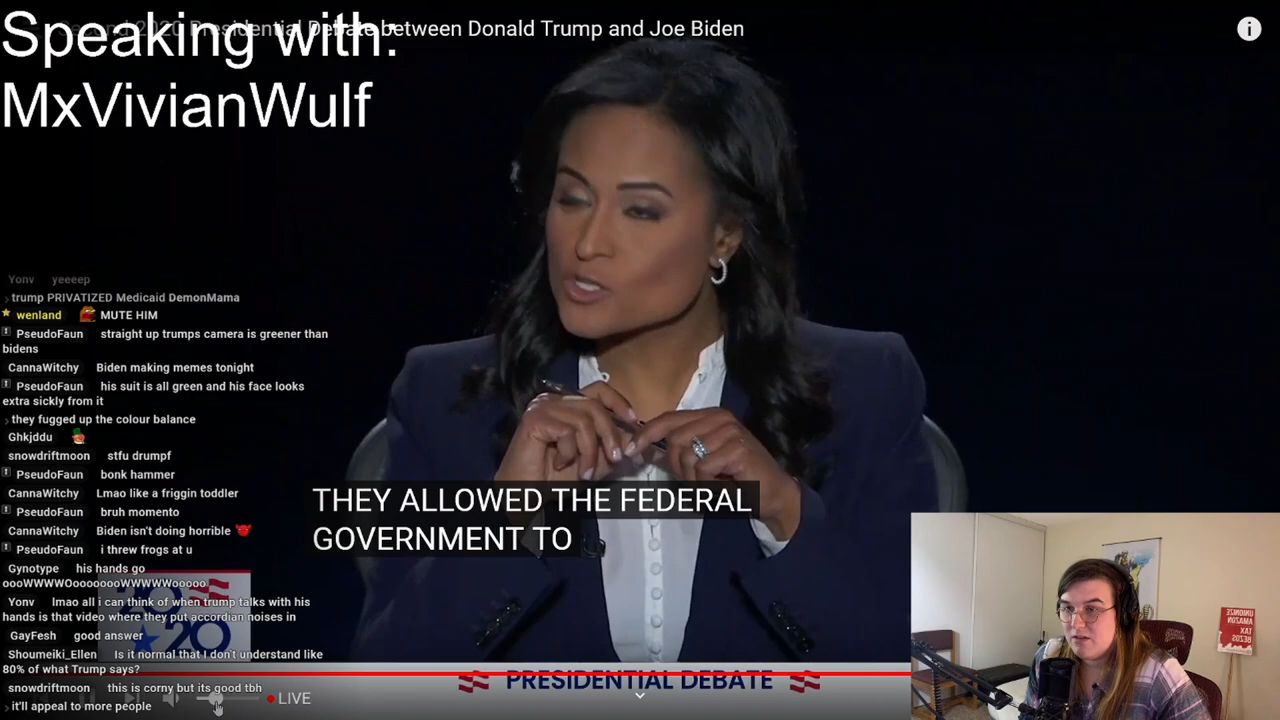 Second 2020 Presidential Debate between Donald Trump and Joe Biden
Speaking with:
MxVivianWulf
Yonv yeeeep
trump PRIVATIZED Medicaid DemonMama
wenland MUTE HIM
PseudoFaun straight up trumps camera is greener than
bidens
CannaWitchy Biden making memes tonight
PseudoFaun his suit is all green and his face looks
extra sickly from it
they fugged up the colour balance
Ghkjddu
snowdriftmoon stfu drumpf
PseudoFaun bonk hammer
CannaWitchy Lmao like a friggin toddler
PseudoFaun bruh momento
CannaWitchy Biden isn't doing horrible
PseudoFaun i threw frogs at u
Gynotype his hands go
oooWWWWOoooooooWWWWWooooo
Yonv lmao all i can think of when trump talks with his
hands is that video where they put accordian noises in
GayFesh good answer
Shoumeiki_Ellen Is it normal that I don't understand like
80% of what Trump says?
snowdriftmoon this is corny but its good tbh
it'll appeal to more people
THEY ALLOWED THE FEDERAL
GOVERNMENT TO
20
LIVE
PRESIDENTIAL DEBATE
UNIONIZE
AMAZON
TAX
BEZOS